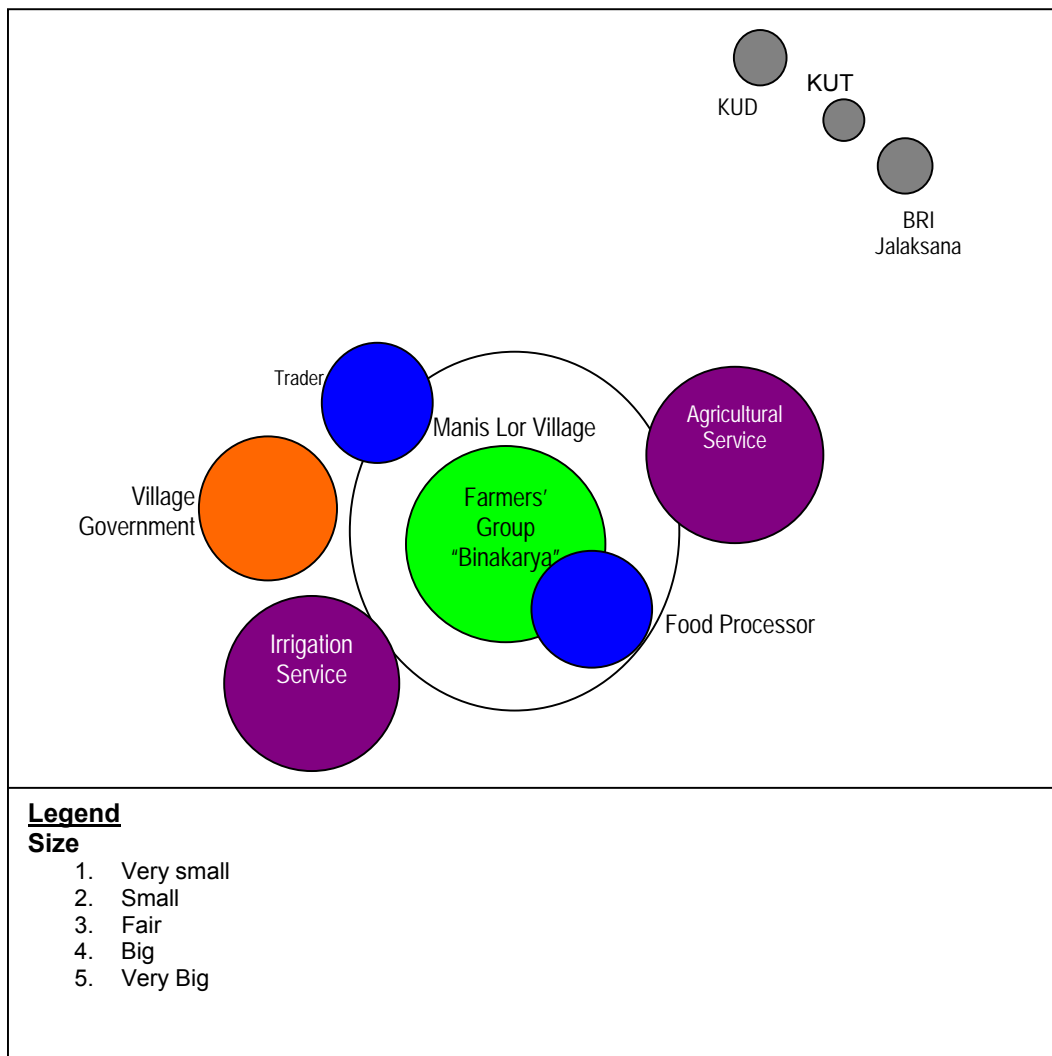 KUD
KUT
BRI
Jalaksana
Trader
Manis Lor Village
Agricultural
Service
Village
Government
Farmers’
Group
“Binakarya”
Food Processor
Irrigation
Service
Legend
Size
1. Very small
2. Small
3. Fair
4. Big
5. Very Big